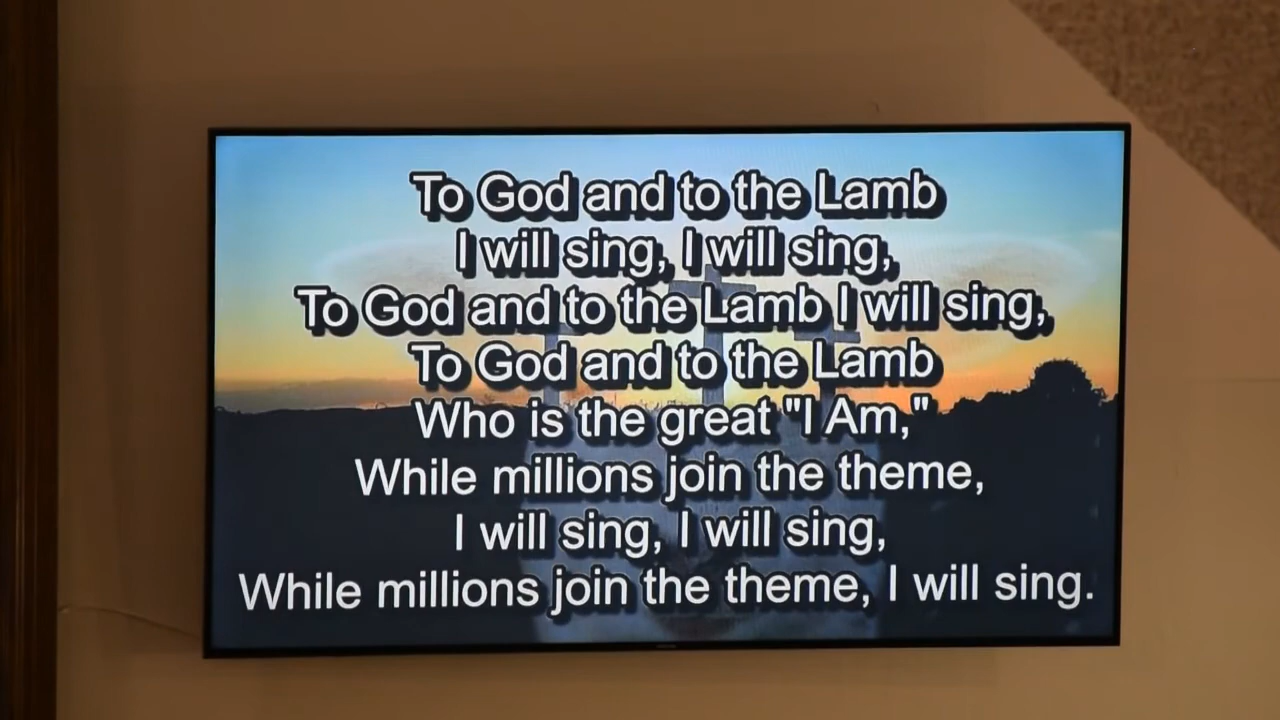 To God and to the Lamb
I will sing, I will sing,
To God and to the Lamb I will sing,
To God and to the Lamb
Who is the great "I Am,"
While millions join the theme,
I will sing, I will sing,
While millions join the theme, I will sing.